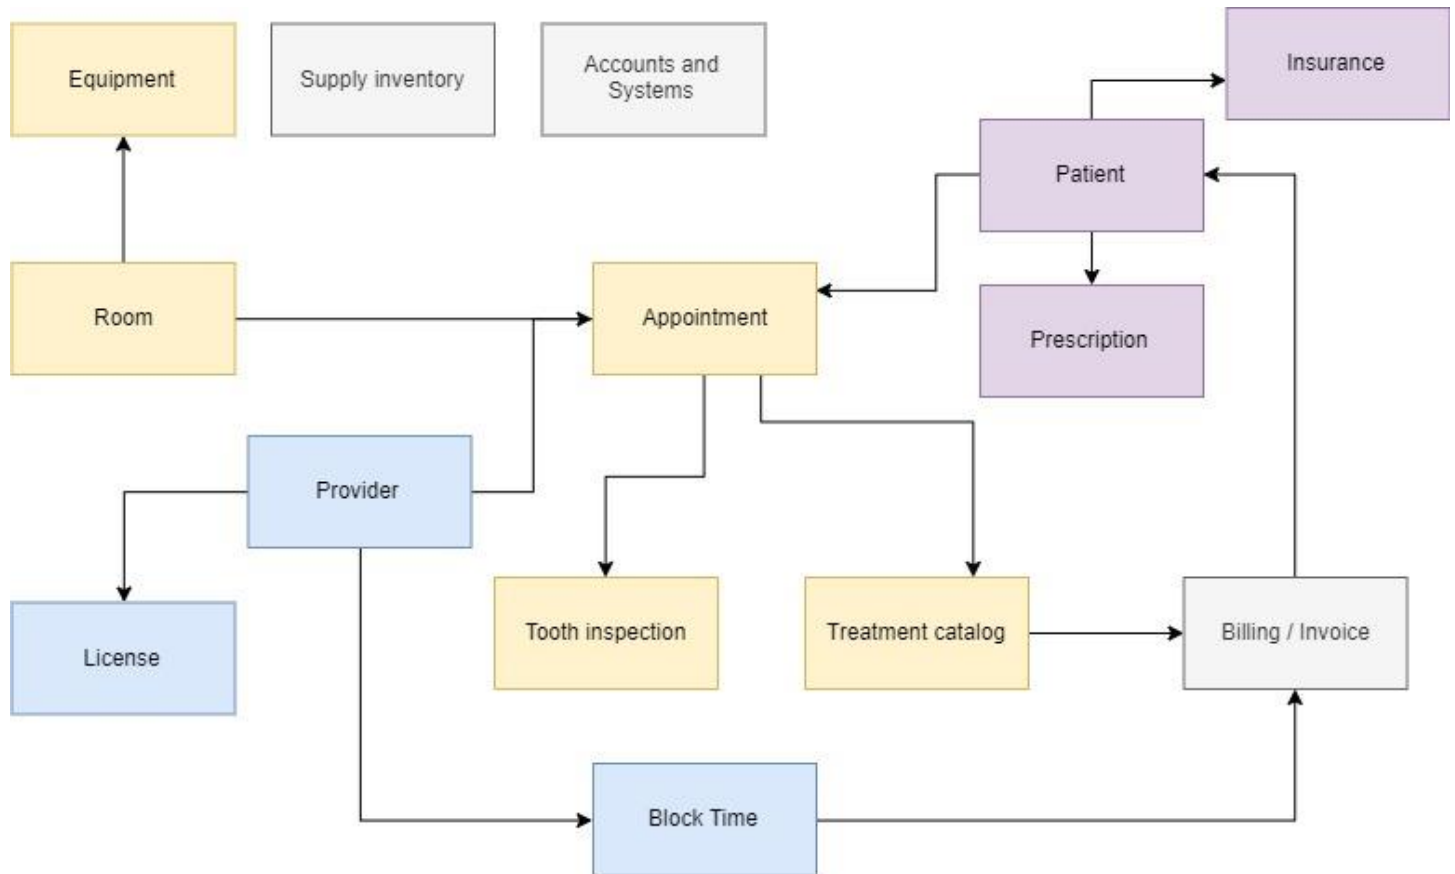 Equipment
Supply inventory
Accounts and
Systems
Insurance
Patient
Room
Appointment
Prescription
Provider
License
Tooth inspection
Treatment catalog
Billing / Invoice
Block Time